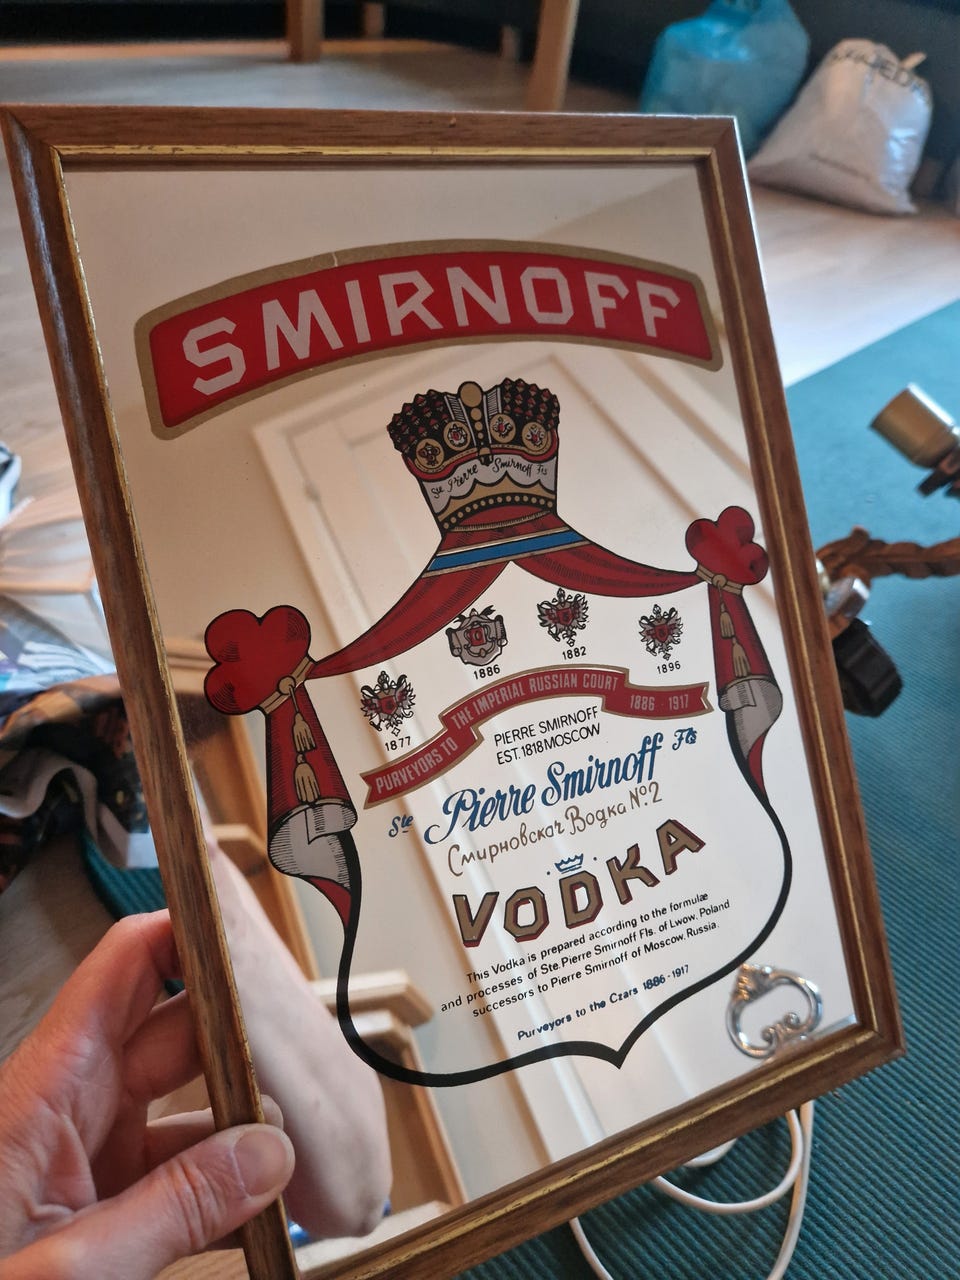 SMIRNOFF
Ste Pierre Smirnoff Fls
1877
1886
1882
1896
PURVEYORS TO THE IMPERIAL RUSSIAN COURT 1886 - 1917
PIERRE SMIRNOFF
EST. 1818 MOSCOW
Ste Pierre Smirnoff Fls
Смирновская Водка №.2
VODKA
This Vodka is prepared according to the formulæ
and processes of Ste. Pierre Smirnoff Fls. of Lwow, Poland
successors to Pierre Smirnoff of Moscow, Russia.
Purveyors to the Czars 1886-1917